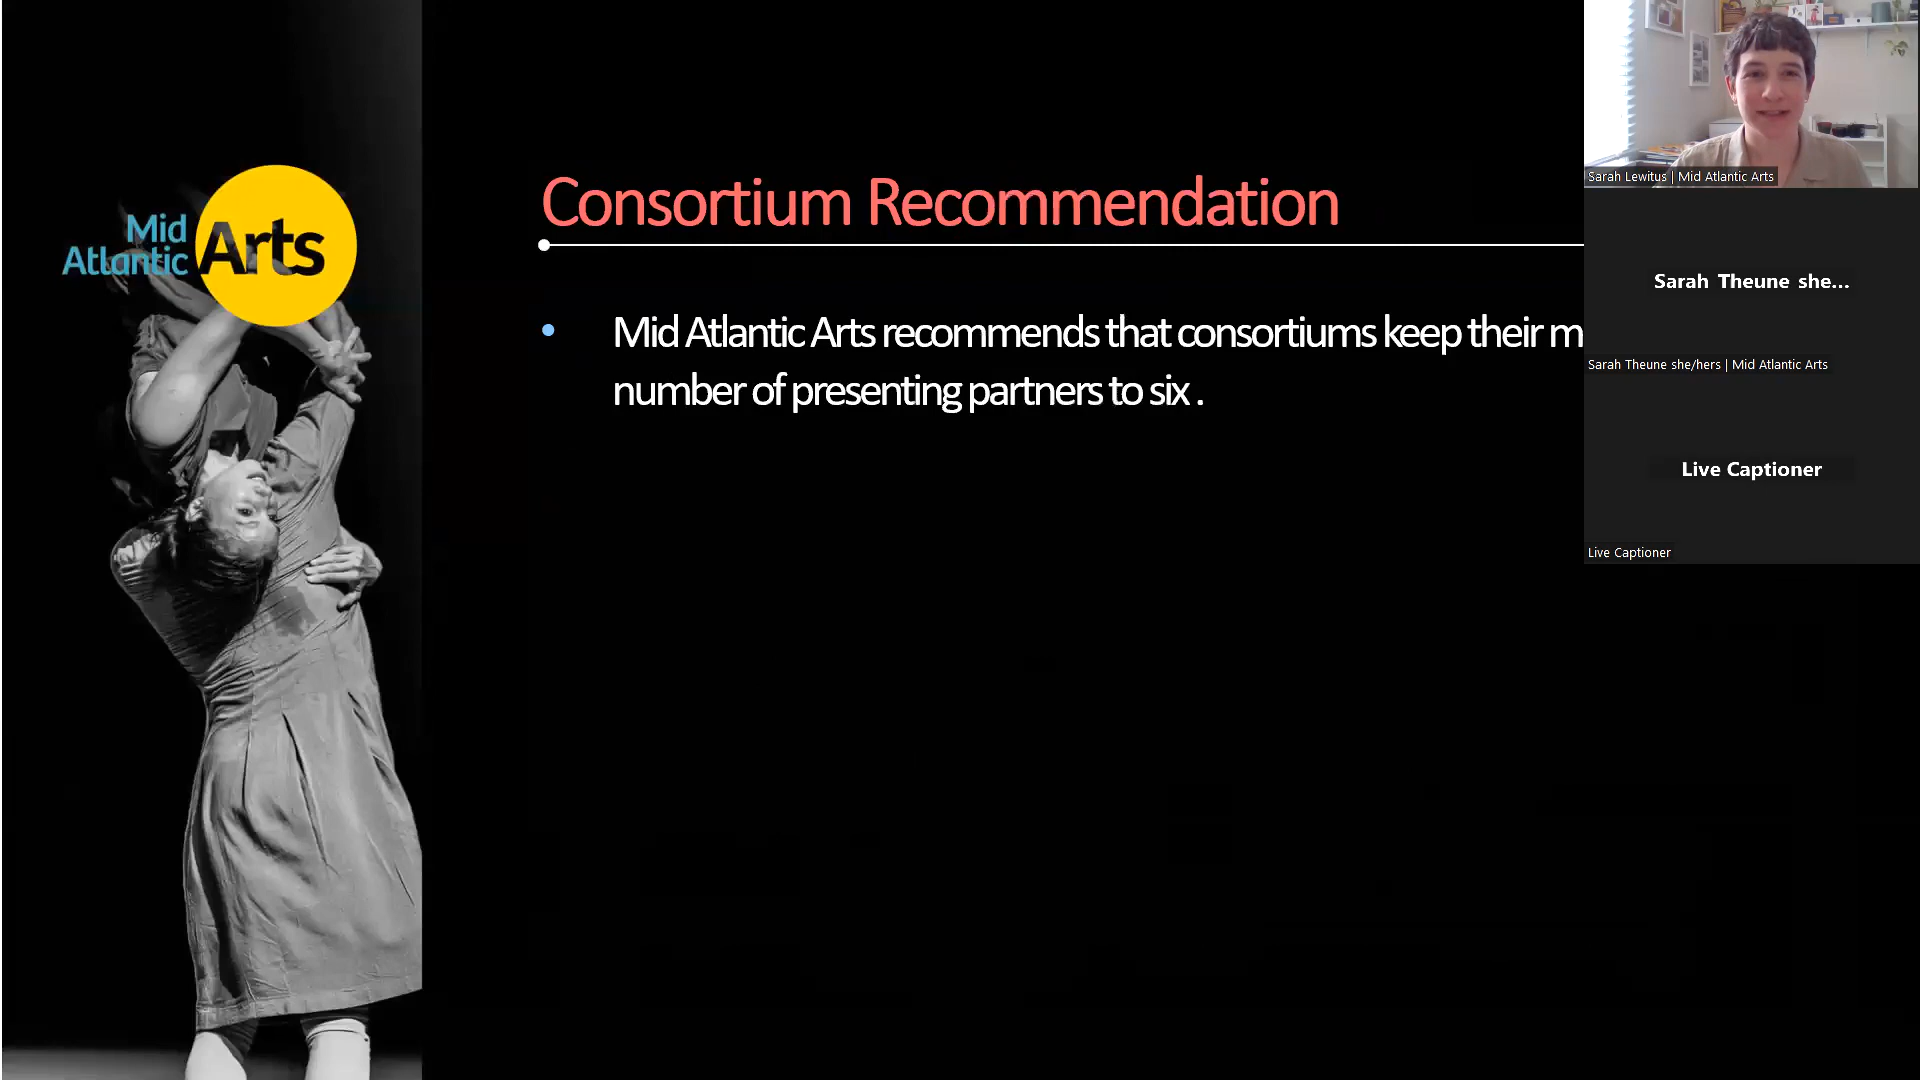 Mid
Atlantic
Arts
Consortium Recommendation
Mid Atlantic Arts recommends that consortiums keep their m
number of presenting partners to six .
Sarah Lewitus | Mid Atlantic Arts
Sarah Theune she...
Sarah Theune she/hers | Mid Atlantic Arts
Live Captioner
Live Captioner